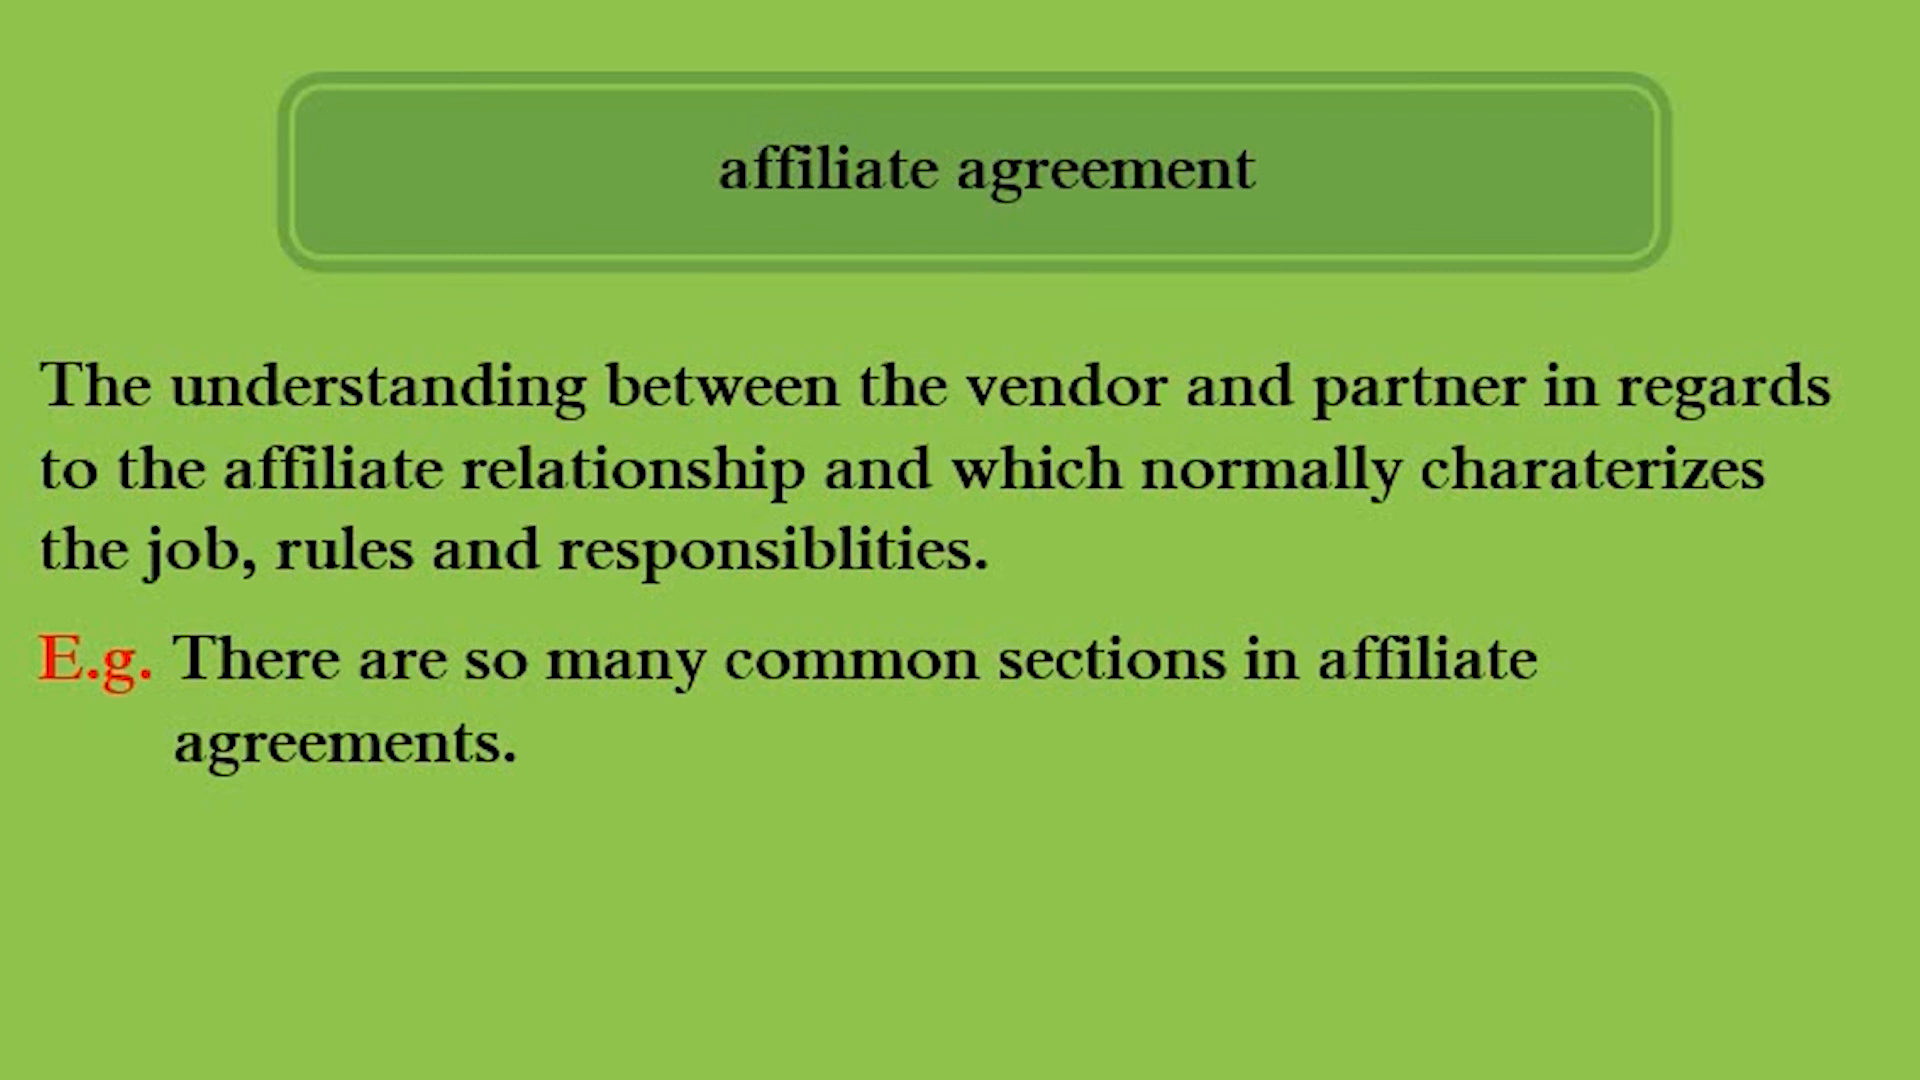 affiliate agreement
The understanding between the vendor and partner in regards
to the affiliate relationship and which normally charaterizes
the job, rules and responsiblities.
E.g. There are so many common sections in affiliate
agreements.